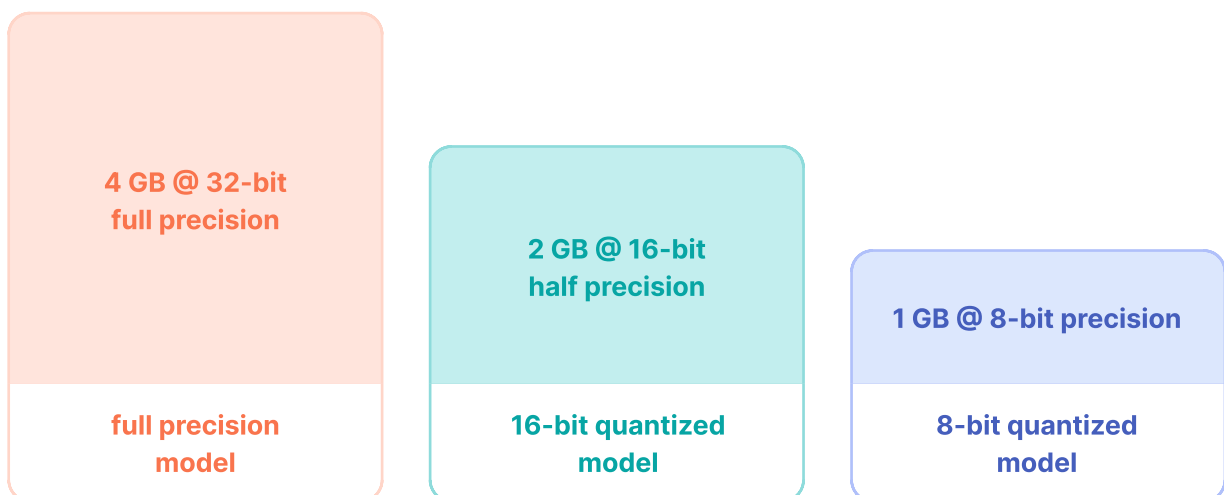 4 GB @ 32-bit
full precision
full precision
model
2 GB @ 16-bit
half precision
16-bit quantized
model
1 GB @ 8-bit precision
8-bit quantized
model